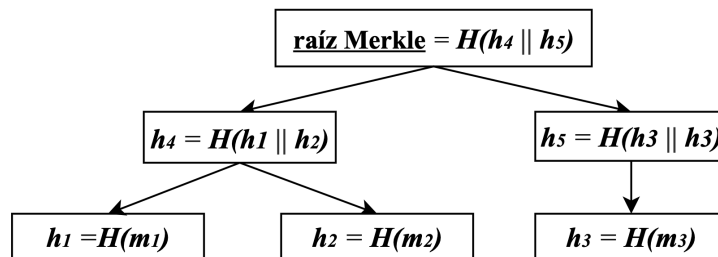 raíz Merkle = H(h4 || h5)
h4 = H(h1 || h2)
h5 = H(h3 || h3)
h1 =H(m1)
h2 = H(m2)
h3 = H(m3)